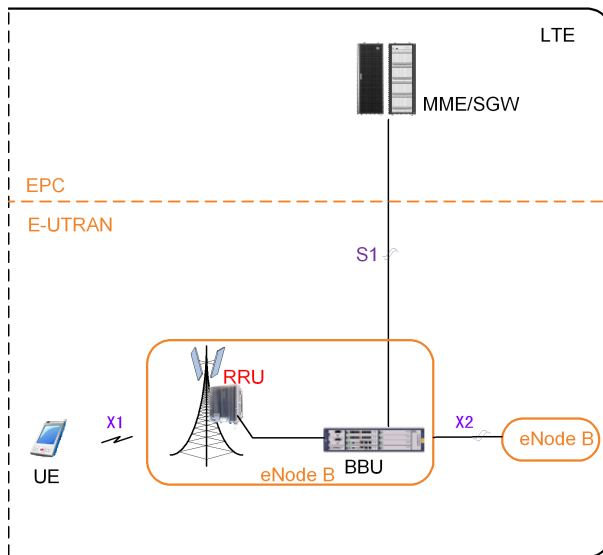 LTE
MME/SGW
EPC
E-UTRAN
S1
RRU
X1
X2
eNode B
UE
BBU
eNode B